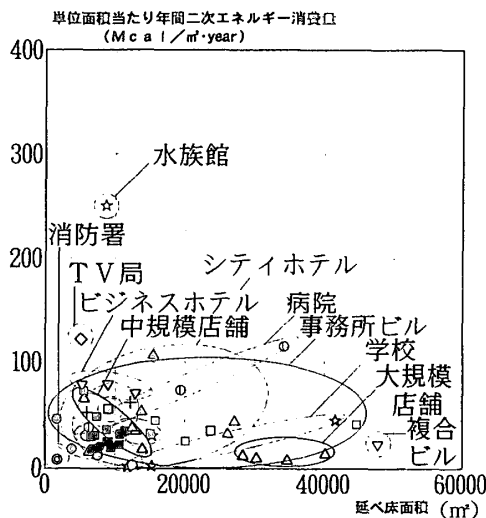 単位面積当たり年間二次エネルギー消費量
(Mcal/㎡･year)
400
300
水族館
消防署
200
シティホテル
TV局
ビジネスホテル
病院
中規模店舗
事務所ビル
学校
100
大規模
店舗
複合
ビル
0
0
20000
40000
60000
延べ床面積 (㎡)